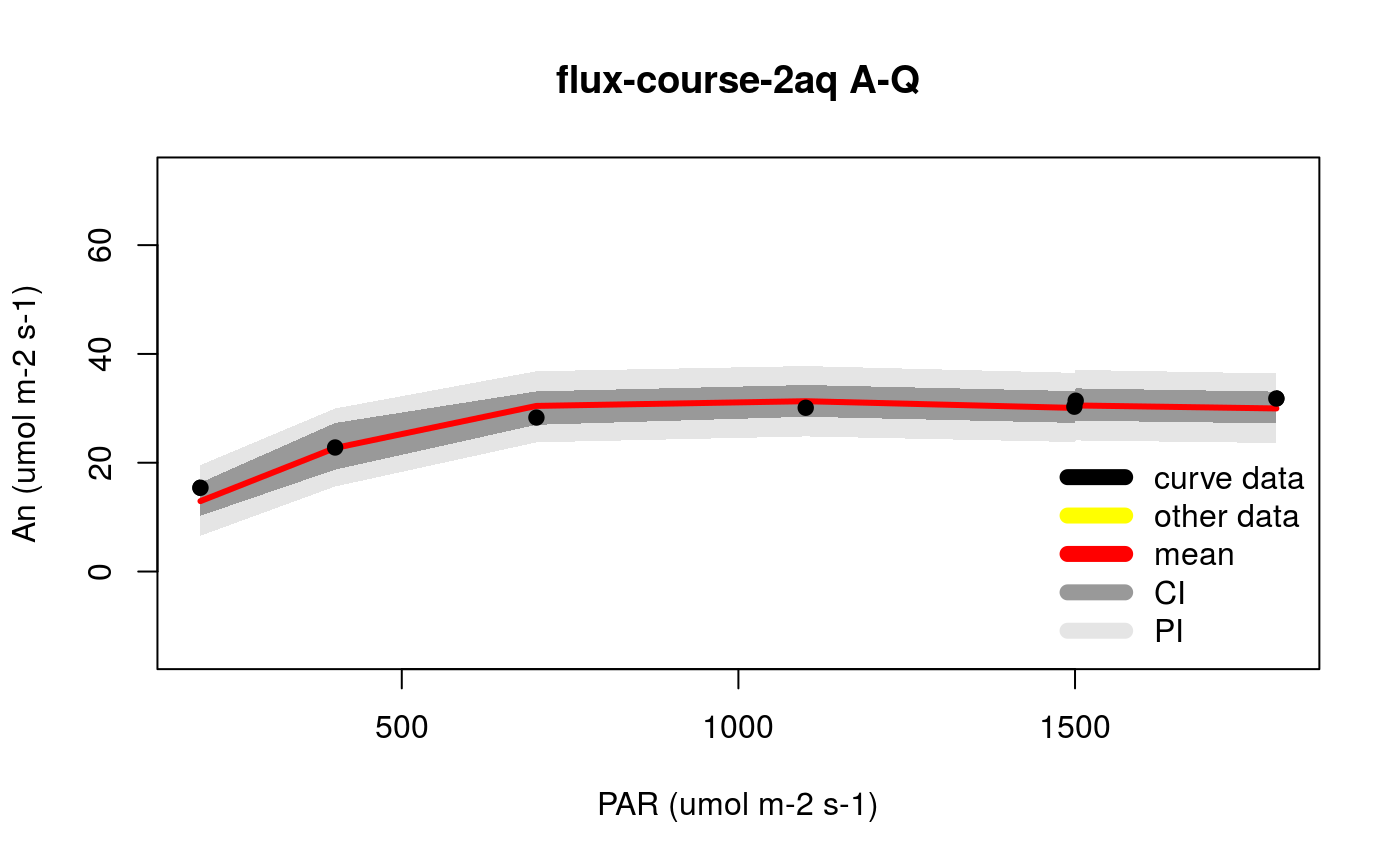 flux-course-2aq A-Q
An (umol m-2 s-1)
60
40
20
0
curve data
other data
mean
CI
PI
500
1000
1500
PAR (umol m-2 s-1)